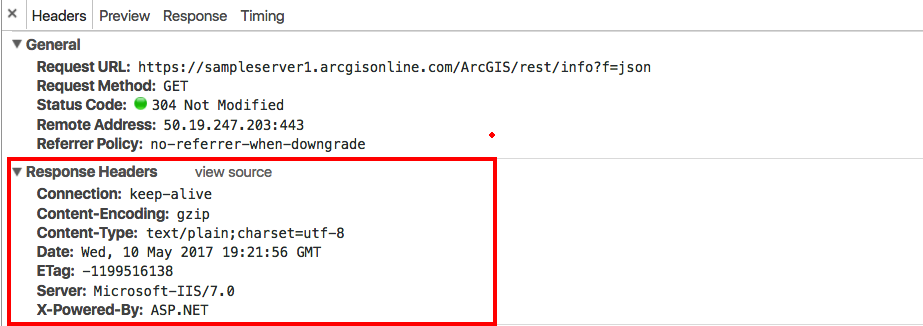 × Headers Preview Response Timing
▼ General
Request URL: https://sampleserver1.arcgisonline.com/ArcGIS/rest/info?f=json
Request Method: GET
Status Code: 304 Not Modified
Remote Address: 50.19.247.203:443
Referrer Policy: no-referrer-when-downgrade
▼ Response Headers view source
Connection: keep-alive
Content-Encoding: gzip
Content-Type: text/plain;charset=utf-8
Date: Wed, 10 May 2017 19:21:56 GMT
ETag: -1199516138
Server: Microsoft-IIS/7.0
X-Powered-By: ASP.NET